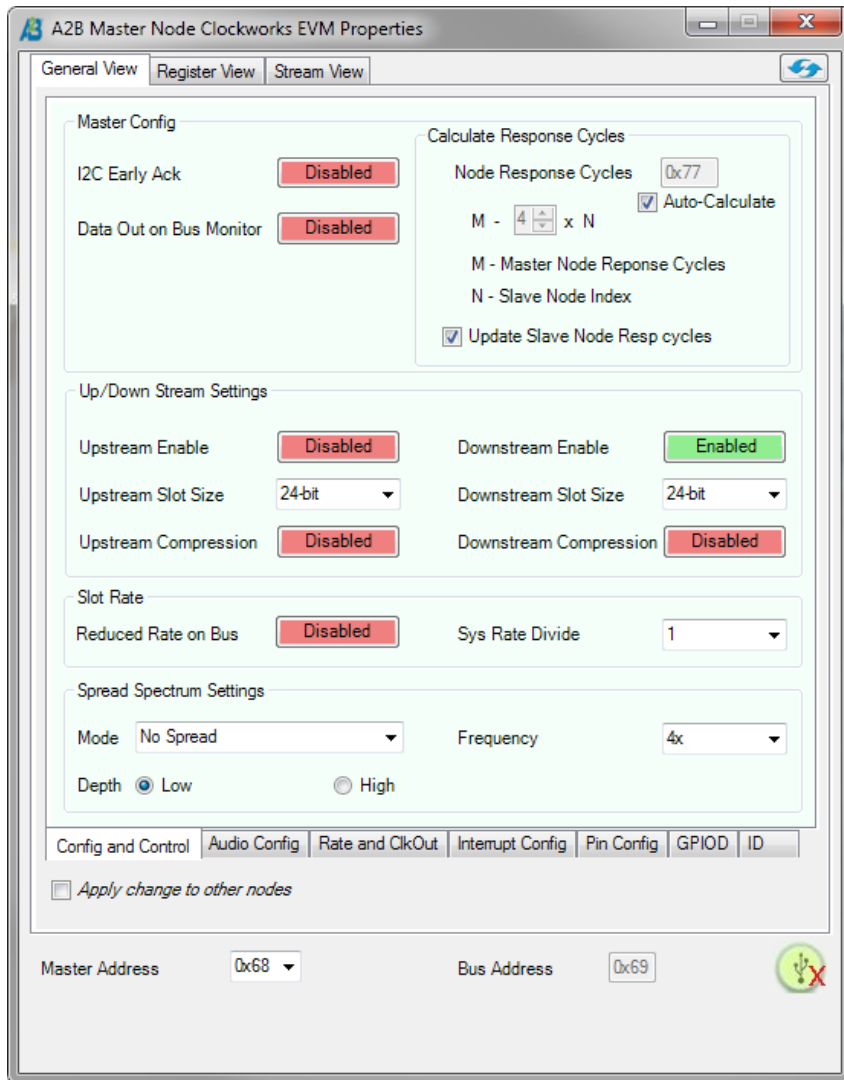 A2B Master Node Clockworks EVM Properties
General View Register View Stream View
Master Config
I2C Early Ack Disabled
Data Out on Bus Monitor Disabled
Calculate Response Cycles
Node Response Cycles 0x77
Auto-Calculate
M - 4 x N
M - Master Node Reponse Cycles
N - Slave Node Index
Update Slave Node Resp cycles
Up/Down Stream Settings
Upstream Enable Disabled Downstream Enable Enabled
Upstream Slot Size 24-bit Downstream Slot Size 24-bit
Upstream Compression Disabled Downstream Compression Disabled
Slot Rate
Reduced Rate on Bus Disabled Sys Rate Divide 1
Spread Spectrum Settings
Mode No Spread Frequency 4x
Depth Low High
Config and Control Audio Config Rate and ClkOut Interrupt Config Pin Config GPIOD ID
Apply change to other nodes
Master Address 0x68 Bus Address 0x69